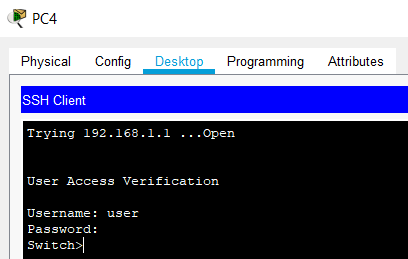 PC4
Physical Config Desktop Programming Attributes
SSH Client
Trying 192.168.1.1 ...Open
User Access Verification
Username: user
Password:
Switch>